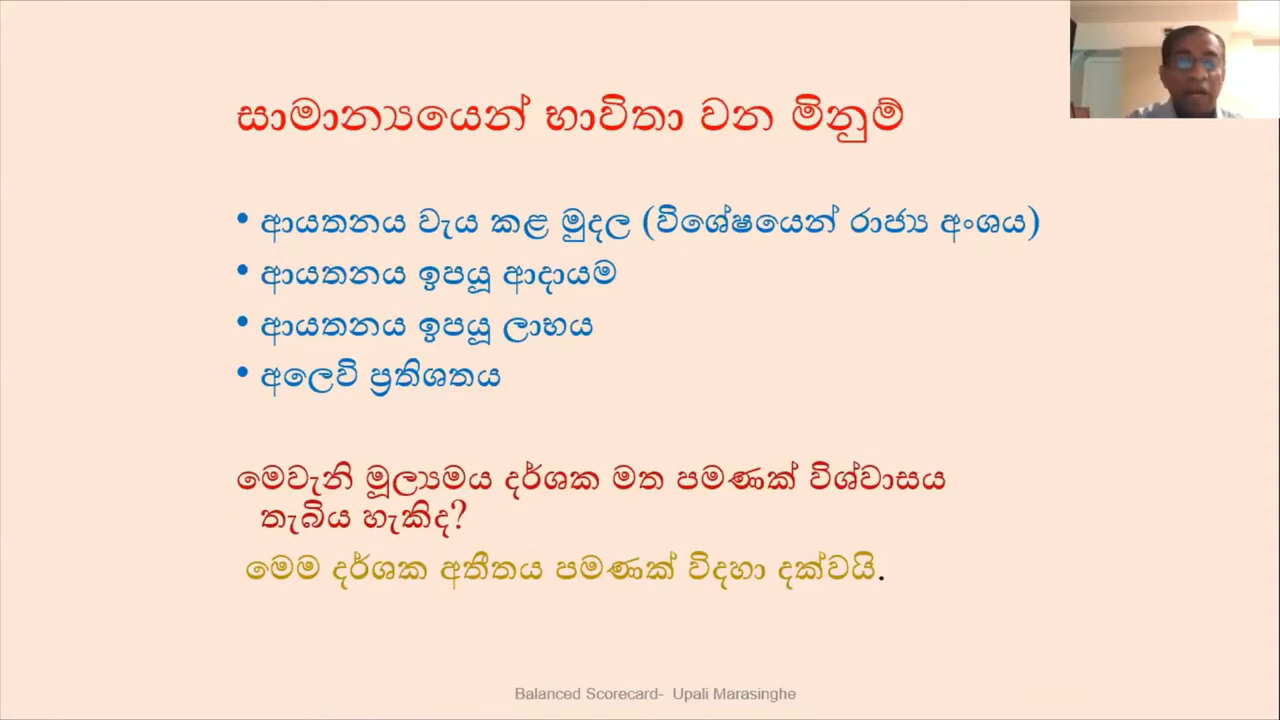 සාමාන්‍යයෙන් භාවිතා වන මිනුම්
• ආයතනය වැය කළ මුදල (විශේෂයෙන් රාජ්‍ය අංශය)
• ආයතනය ඉපයූ ආදායම
• ආයතනය ඉපයූ ලාභය
• අලෙවි ප්‍රතිශතය
මෙවැනි මූල්‍යමය දර්ශක මත පමණක් විශ්වාසය
තැබිය හැකිද?
මෙම දර්ශක අතීතය පමණක් විදහා දක්වයි.
Balanced Scorecard- Upali Marasinghe